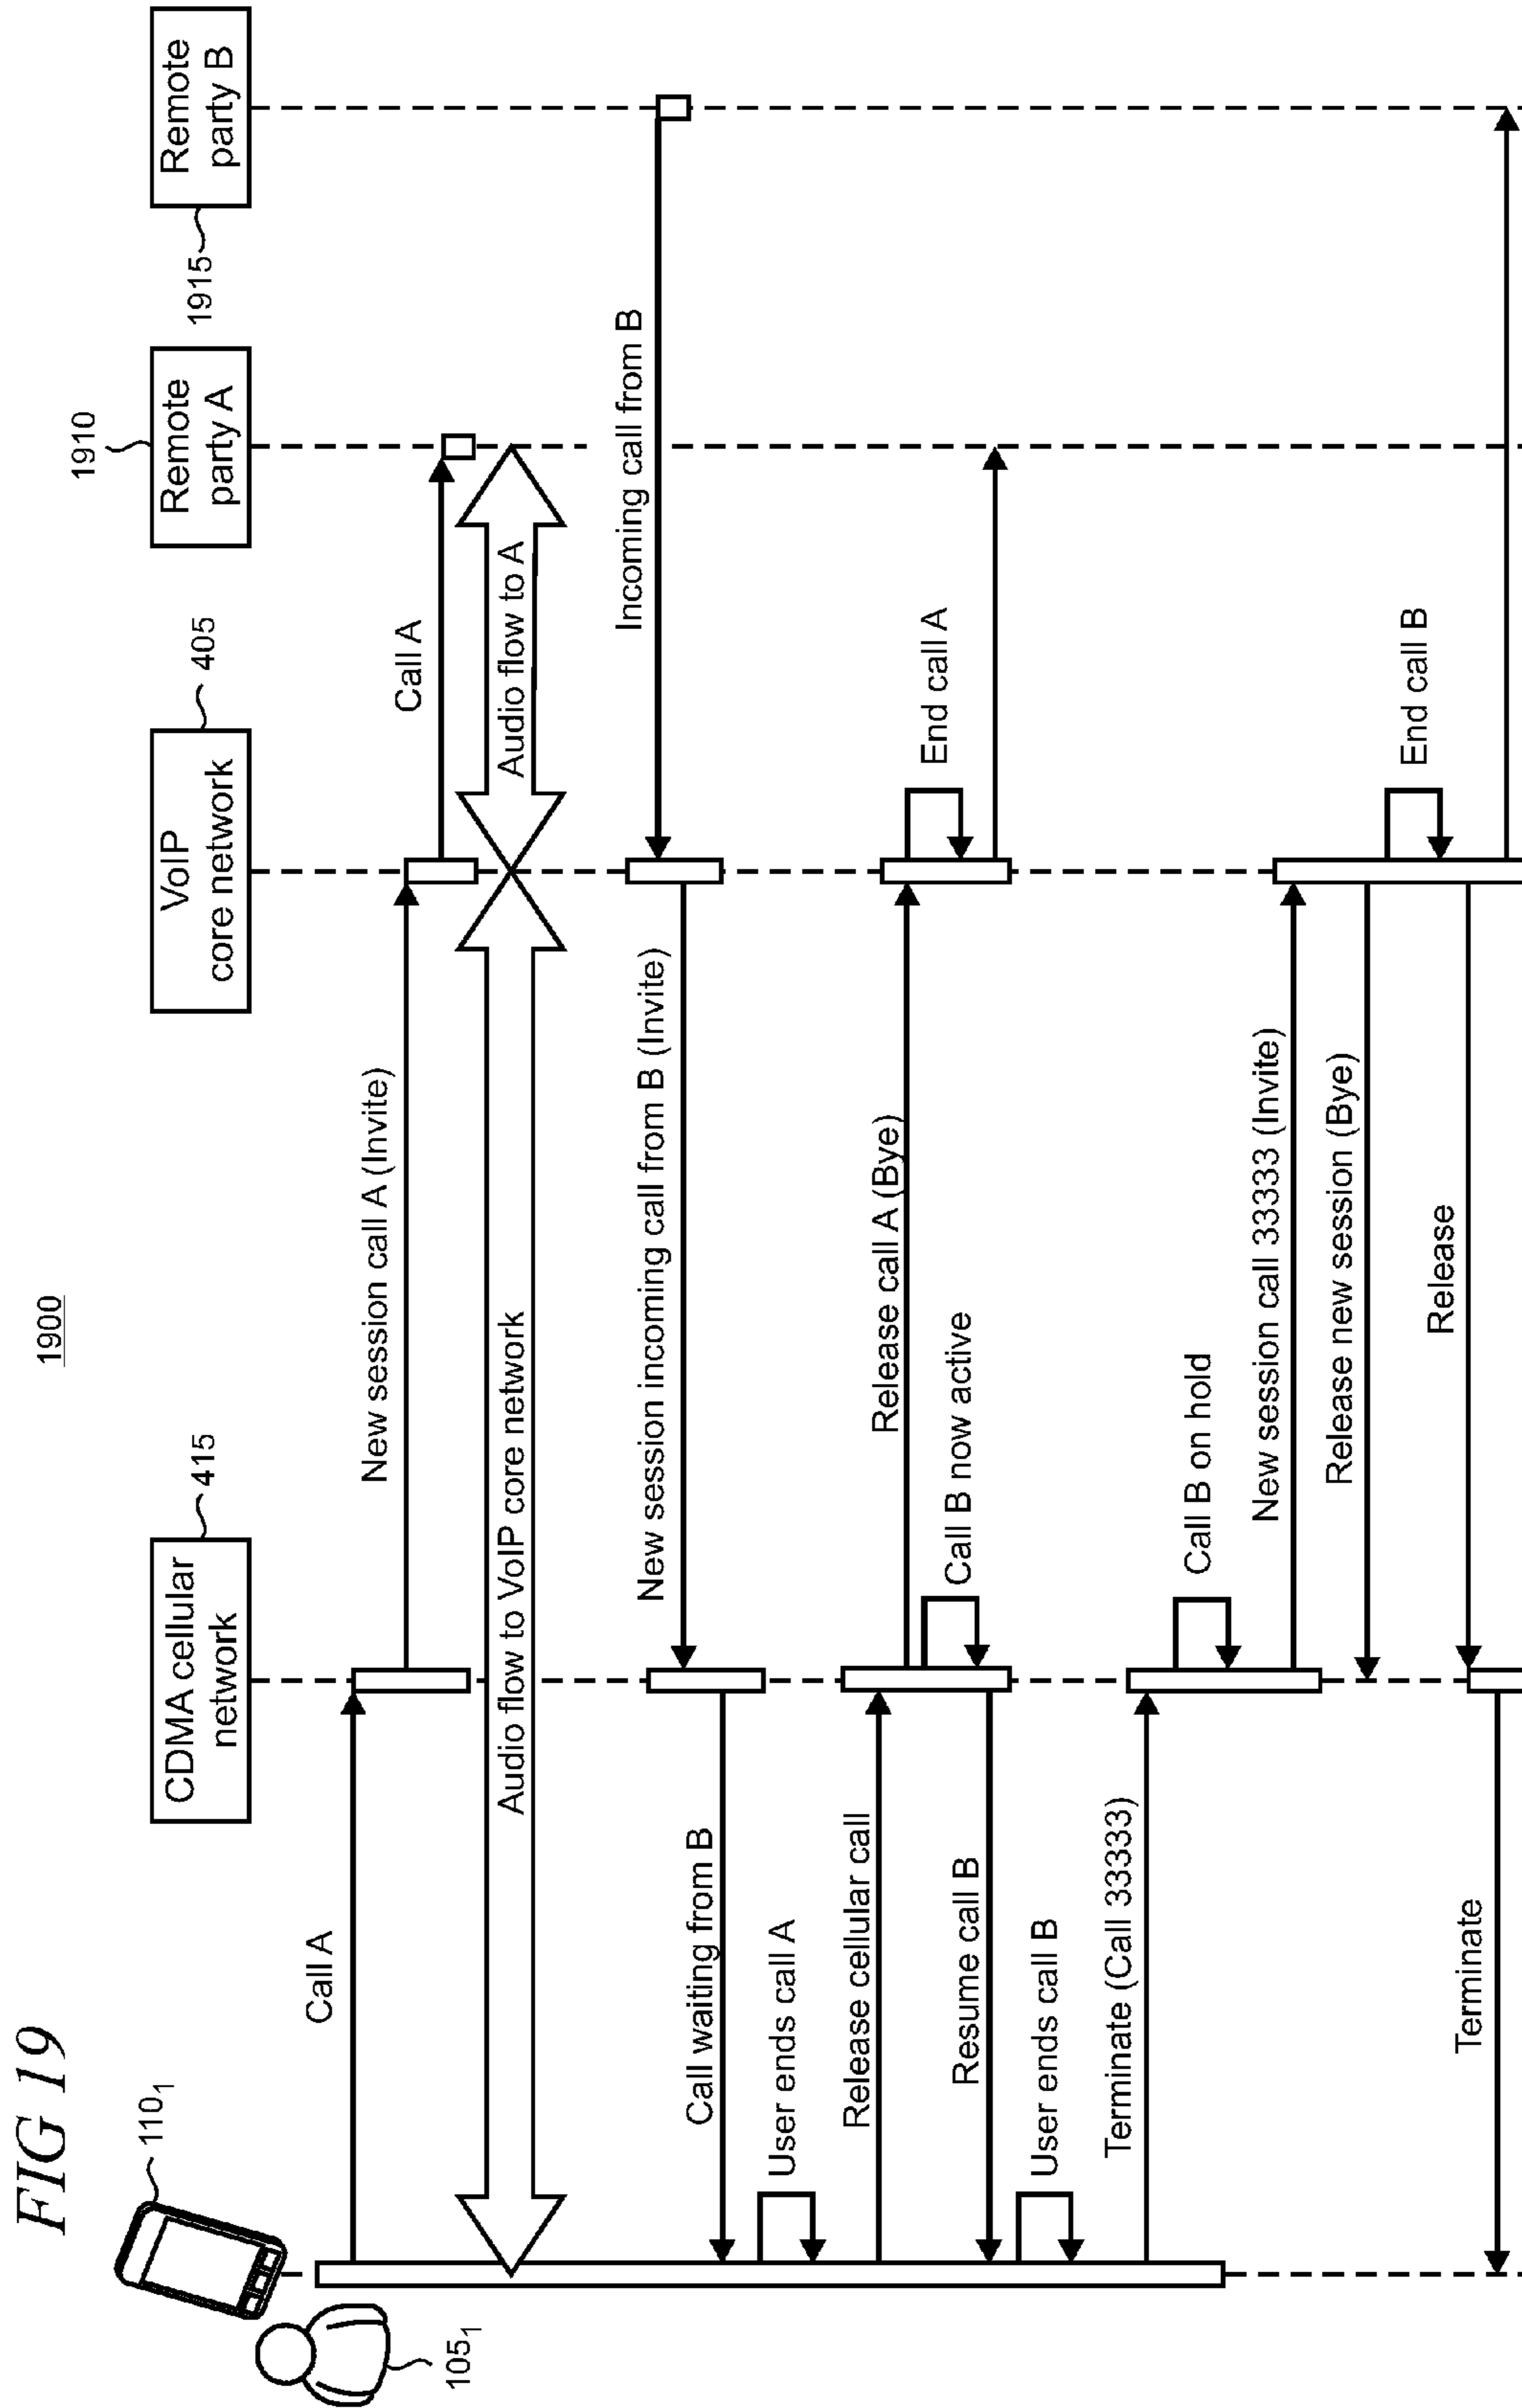 FIG 19
1900
110₁
105₁
CDMA cellular
network
415
VoIP
core network
405
1910
Remote
party A
1915
Remote
party B
Call A
New session call A (Invite)
Call A
Audio flow to VoIP core network
Audio flow to A
Incoming call from B
New session incoming call from B (Invite)
Call waiting from B
User ends call A
Release cellular call
Release call A (Bye)
End call A
Call B now active
Resume call B
User ends call B
Terminate (Call 33333)
Call B on hold
New session call 33333 (Invite)
Release new session (Bye)
End call B
Release
Terminate